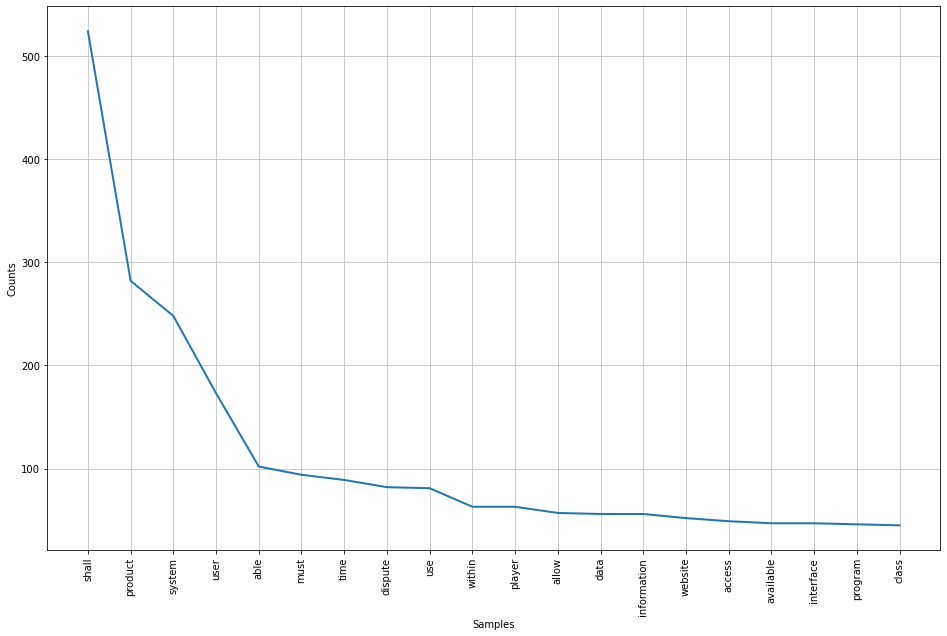 500
400
300
200
100
Counts
shall
product
system
user
able
must
time
dispute
use
within
player
allow
data
information
website
access
available
interface
program
class
Samples